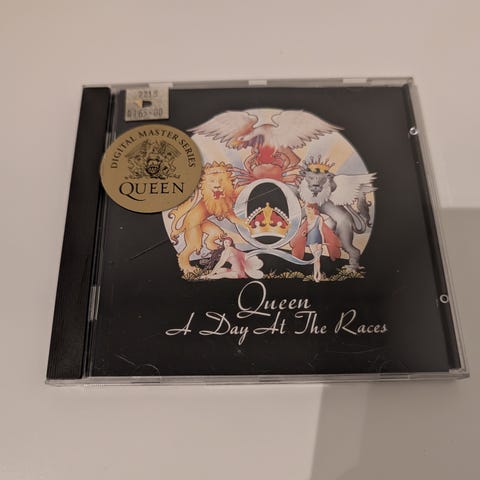 DIGITAL MASTER SERIES
QUEEN
Queen
A Day At The Races